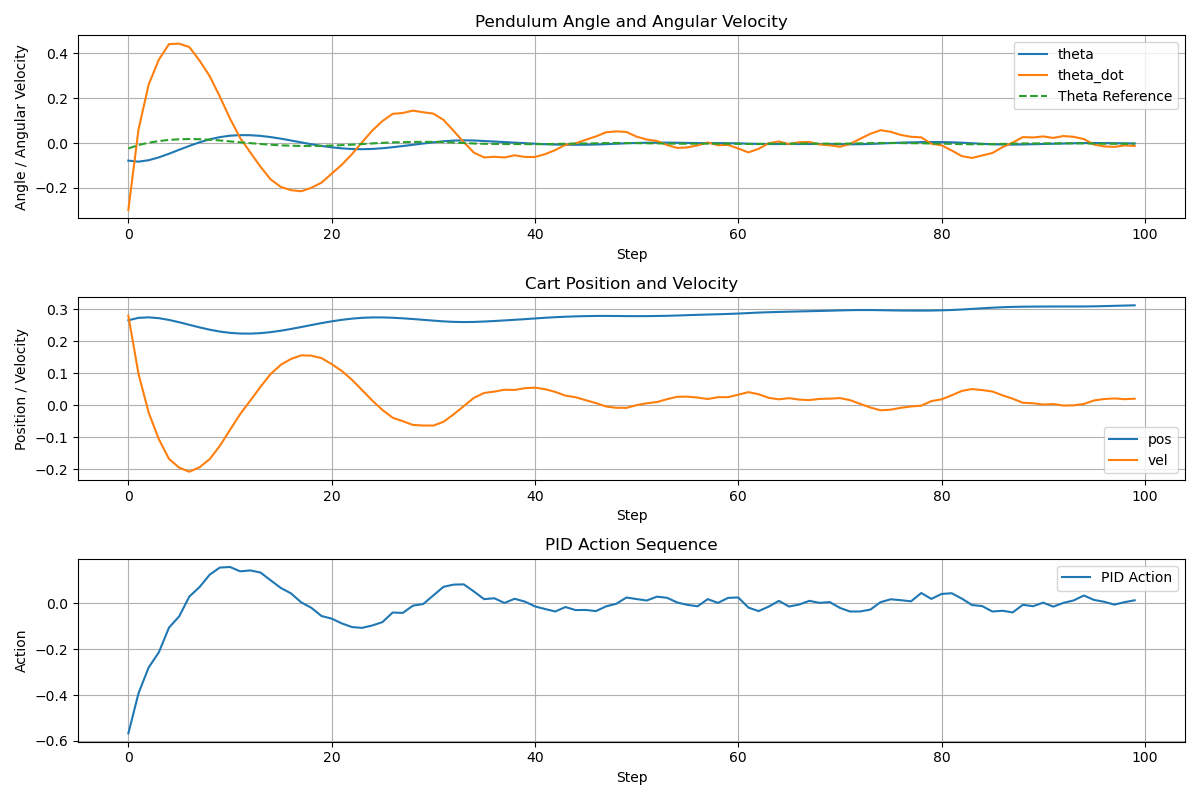 Pendulum Angle and Angular Velocity
Angle / Angular Velocity
0.4
0.2
0.0
−0.2
theta
theta_dot
Theta Reference
0 20 40 60 80 100
Step
Cart Position and Velocity
Position / Velocity
0.3
0.2
0.1
0.0
−0.1
−0.2
pos
vel
0 20 40 60 80 100
Step
PID Action Sequence
Action
0.0
−0.2
−0.4
−0.6
PID Action
0 20 40 60 80 100
Step